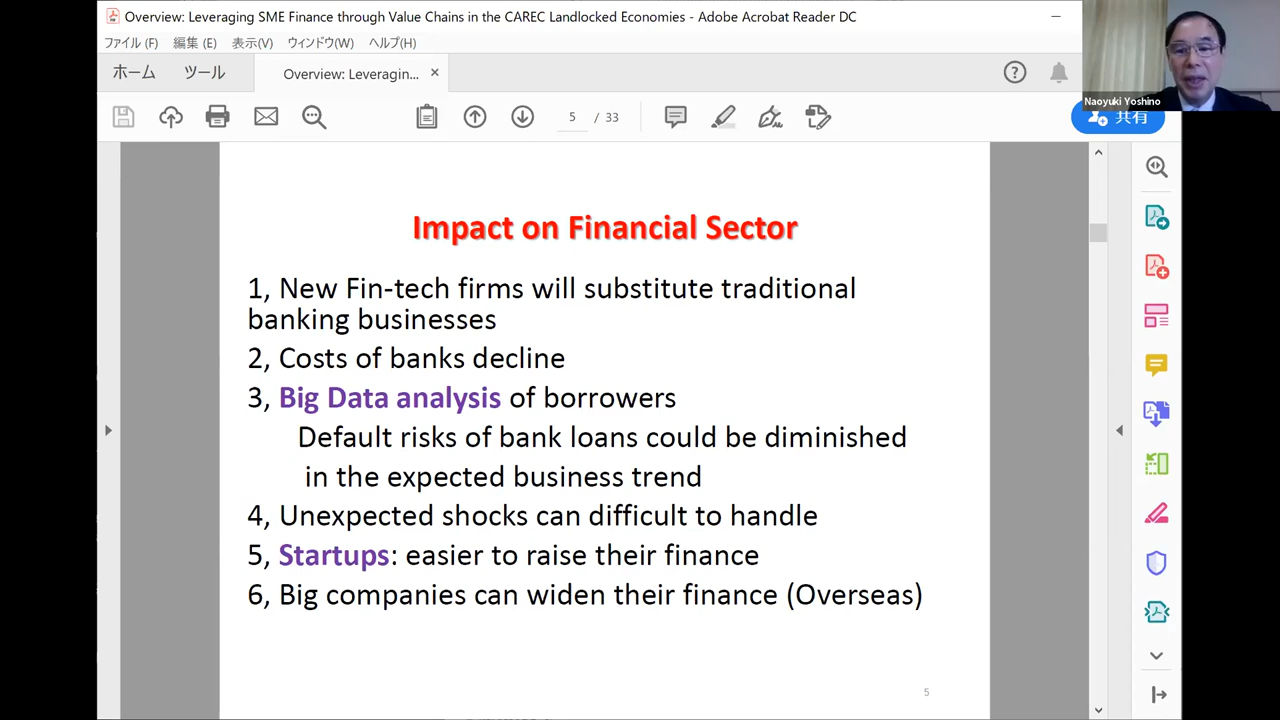 Overview: Leveraging SME Finance through Value Chains in the CAREC Landlocked Economies - Adobe Acrobat Reader DC
ファイル (F) 編集 (E) 表示(V) ウィンドウ(W) ヘルプ(H)
ホーム ツール Overview: Leveragin... ×
5 / 33
Naoyuki Yoshino
共有
Impact on Financial Sector
1, New Fin-tech firms will substitute traditional
banking businesses
2, Costs of banks decline
3, Big Data analysis of borrowers
Default risks of bank loans could be diminished
in the expected business trend
4, Unexpected shocks can difficult to handle
5, Startups: easier to raise their finance
6, Big companies can widen their finance (Overseas)
5